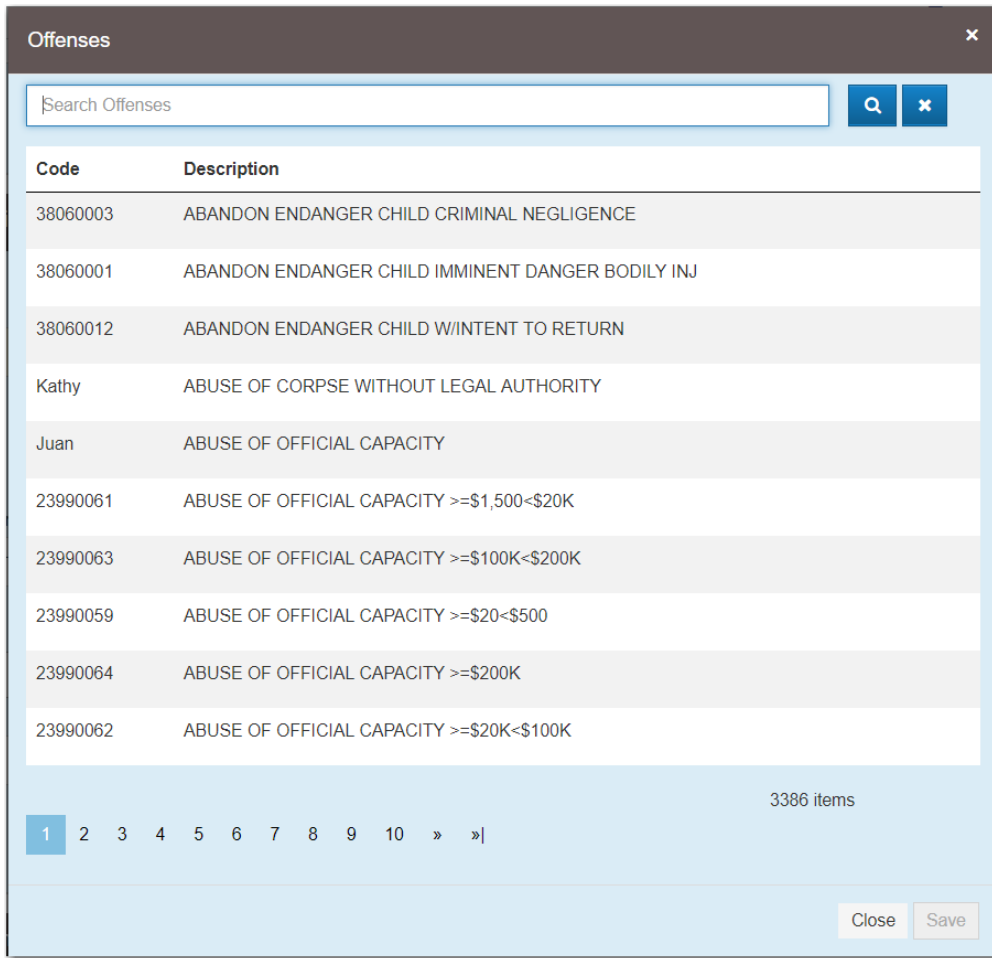 Offenses ×
Search Offenses
Code Description
38060003 ABANDON ENDANGER CHILD CRIMINAL NEGLIGENCE
38060001 ABANDON ENDANGER CHILD IMMINENT DANGER BODILY INJ
38060012 ABANDON ENDANGER CHILD W/INTENT TO RETURN
Kathy ABUSE OF CORPSE WITHOUT LEGAL AUTHORITY
Juan ABUSE OF OFFICIAL CAPACITY
23990061 ABUSE OF OFFICIAL CAPACITY >=$1,500<$20K
23990063 ABUSE OF OFFICIAL CAPACITY >=$100K<$200K
23990059 ABUSE OF OFFICIAL CAPACITY >=$20<$500
23990064 ABUSE OF OFFICIAL CAPACITY >=$200K
23990062 ABUSE OF OFFICIAL CAPACITY >=$20K<$100K
3386 items
1 2 3 4 5 6 7 8 9 10 » »|
Close Save